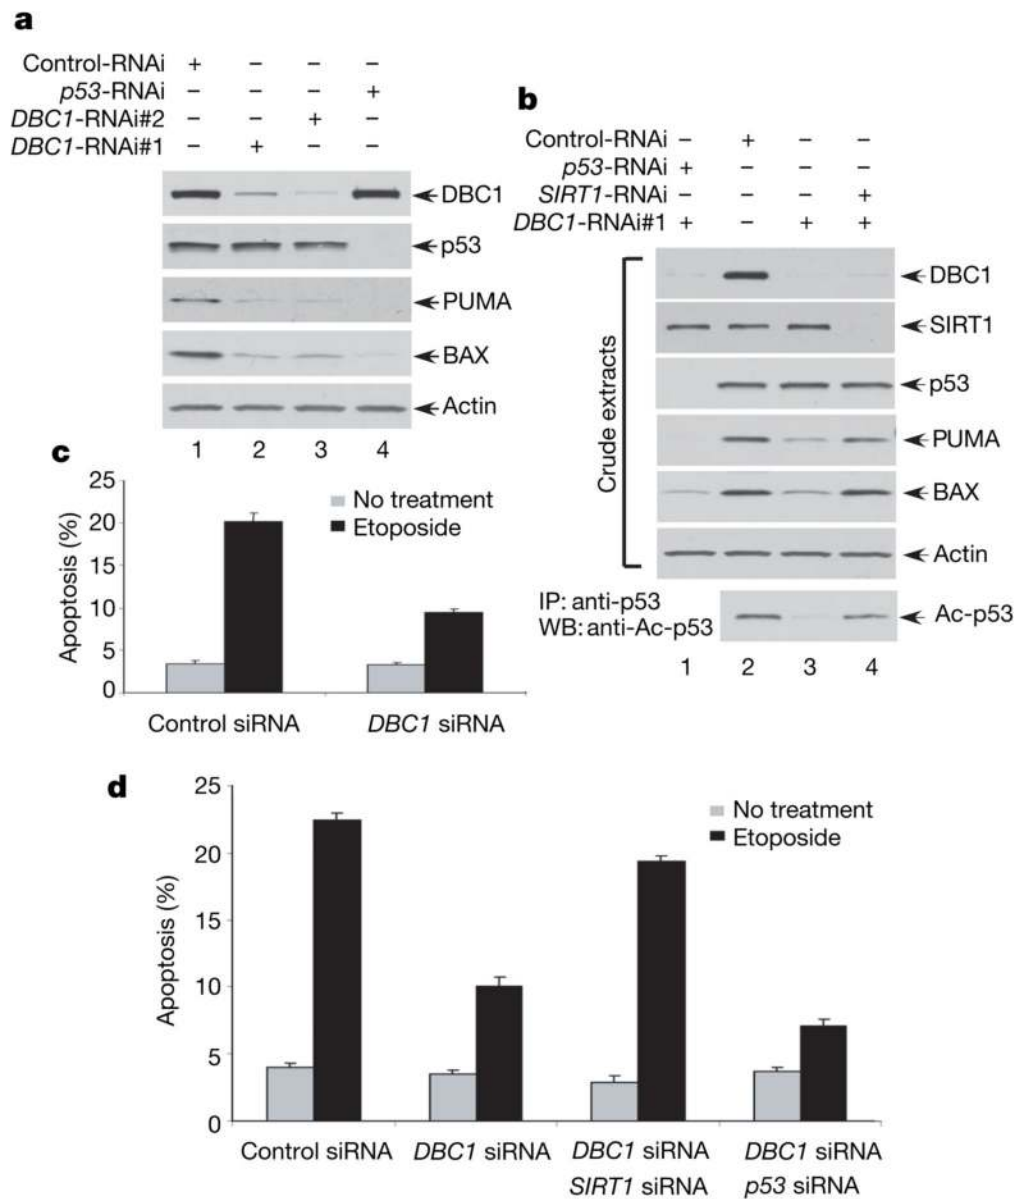 a
Control-RNAi + – – –
p53-RNAi – – – +
DBC1-RNAi#2 – – + –
DBC1-RNAi#1 – + – –
DBC1
p53
PUMA
BAX
Actin
1 2 3 4
b
Control-RNAi – + – –
p53-RNAi + – – –
SIRT1-RNAi – – – +
DBC1-RNAi#1 + – + +
Crude extracts
DBC1
SIRT1
p53
PUMA
BAX
Actin
IP: anti-p53
WB: anti-Ac-p53
Ac-p53
1 2 3 4
c
Apoptosis (%)
25
20
15
10
5
0
No treatment
Etoposide
Control siRNA DBC1 siRNA
d
Apoptosis (%)
25
20
15
10
5
0
No treatment
Etoposide
Control siRNA DBC1 siRNA DBC1 siRNA DBC1 siRNA
SIRT1 siRNA p53 siRNA